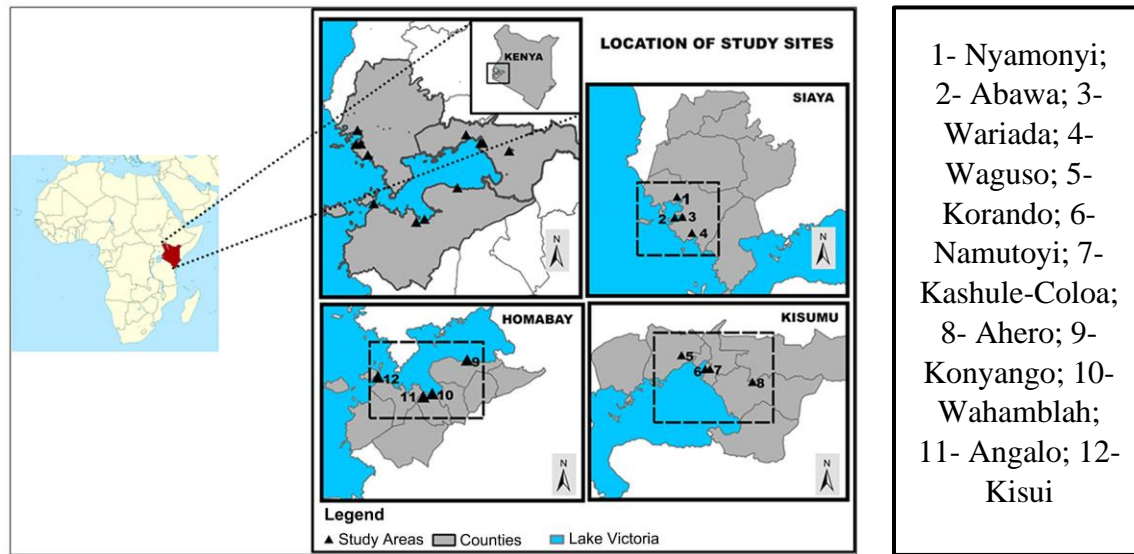 LOCATION OF STUDY SITES
KENYA
N
SIAYA
1
2
3
4
N
HOMABAY
9
12
11
10
N
KISUMU
5
6
7
8
N
Legend
Study Areas
Counties
Lake Victoria
1- Nyamonyi;
2- Abawa; 3-
Wariada; 4-
Waguso; 5-
Korando; 6-
Namutoyi; 7-
Kashule-Coloa;
8- Ahero; 9-
Konyango; 10-
Wahamblah;
11- Angalo; 12-
Kisui